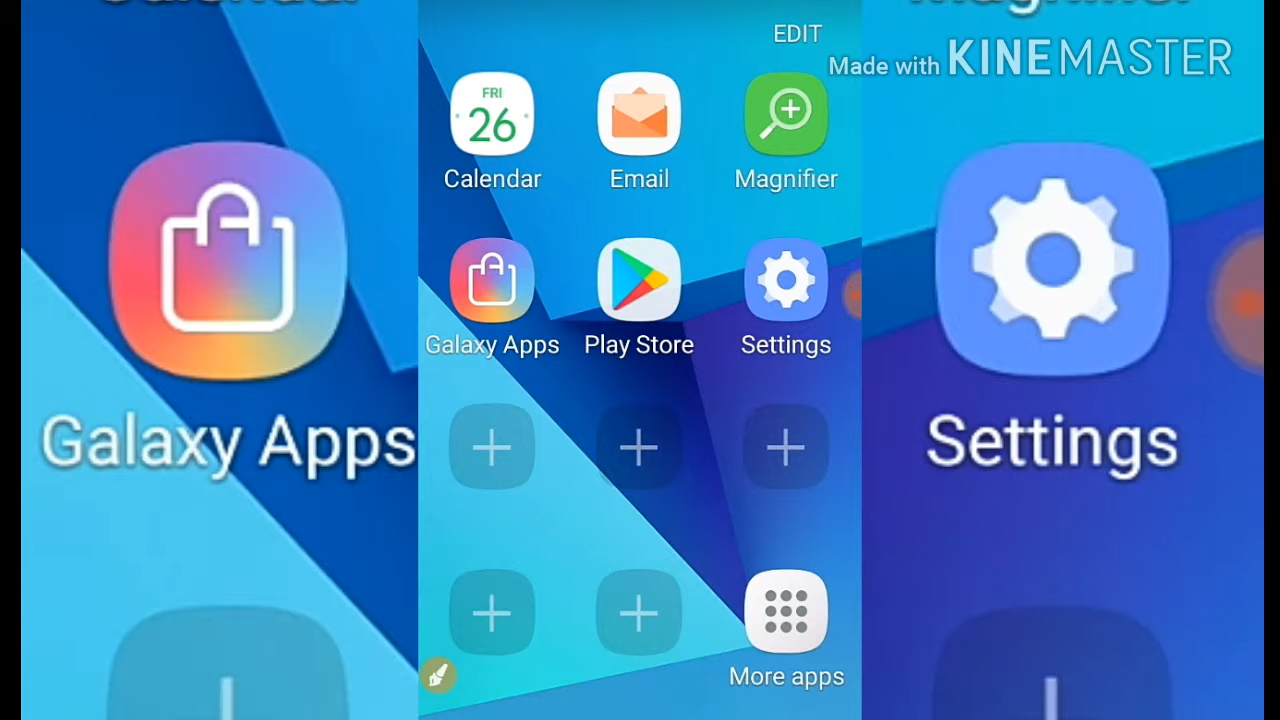 EDIT
Made with KINEMASTER
FRI
26
Calendar
Email
Magnifier
Galaxy Apps
Play Store
Settings
More apps
Galaxy Apps
Settings